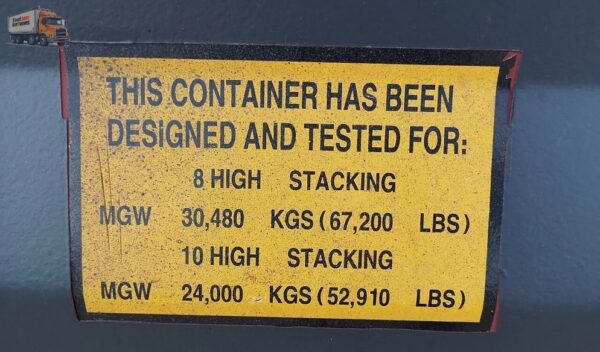 THIS CONTAINER HAS BEEN
DESIGNED AND TESTED FOR:
8 HIGH STACKING
MGW 30,480 KGS (67,200 LBS)
10 HIGH STACKING
MGW 24,000 KGS (52,910 LBS)